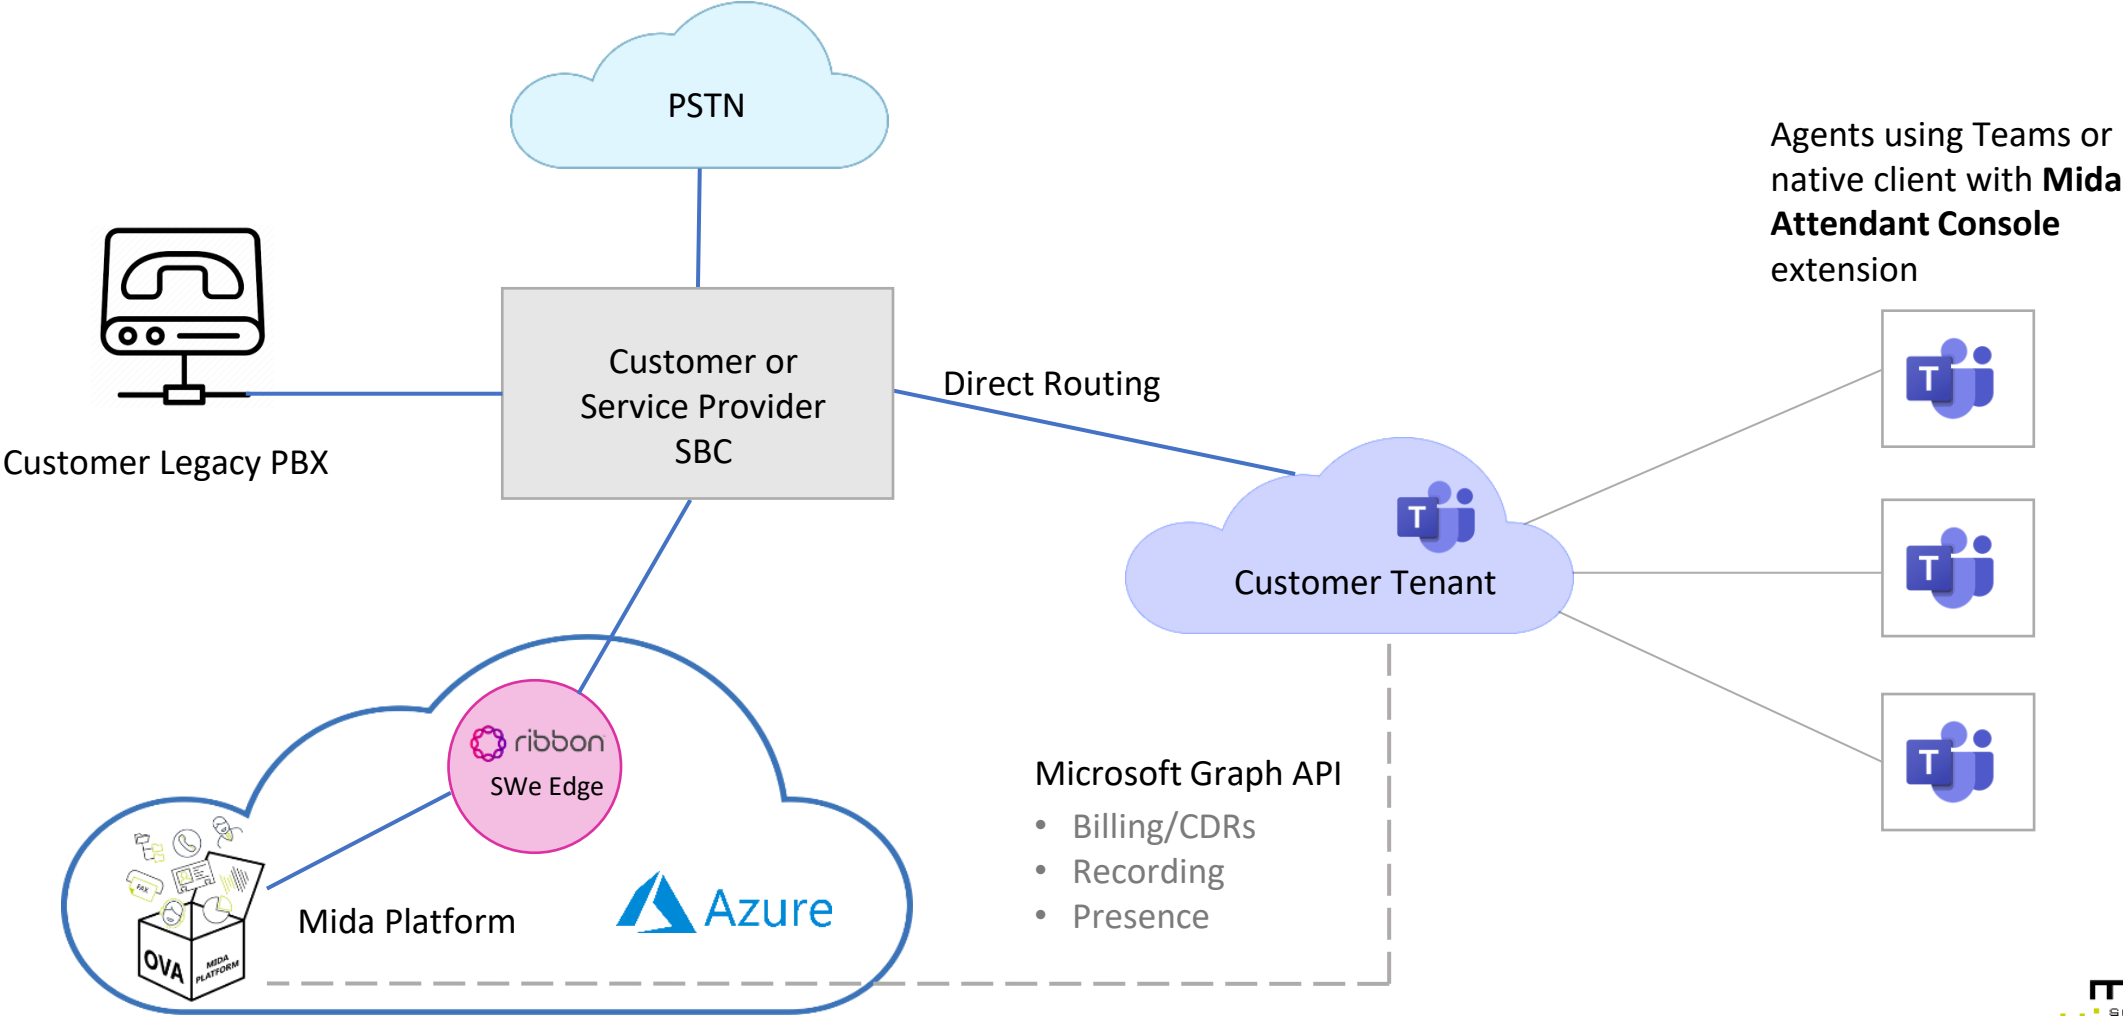 PSTN
Agents using Teams or
native client with Mida
Attendant Console
extension
Customer or
Service Provider
SBC
Direct Routing
Customer Legacy PBX
T
T
T
T
Customer Tenant
ribbon
SWe Edge
Microsoft Graph API
• Billing/CDRs
• Recording
• Presence
FAX
Mida Platform
Azure
OVA
MIDA
PLATFORM